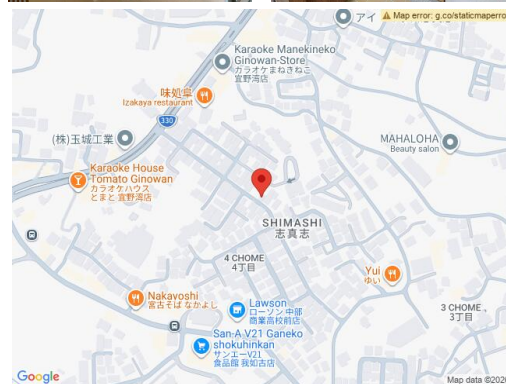 アイ
Map error: g.co/staticmaperro
Karaoke Manekineko
Ginowan-Store
カラオケまねきねこ
宜野湾店
味処皐
Izakaya restaurant
330
(株)玉城工業
MAHALOHA
Beauty salon
Karaoke House
Tomato Ginowan
カラオケハウス
とまと 宜野湾店
SHIMASHI
志真志
4 CHOME
4丁目
Yui
ゆい
Nakayoshi
宮古そば なかよし
Lawson
ローソン 中部
商業高校前店
3 CHOME
3丁目
San-A V21 Ganeko
shokuhinkan
サンエーV21
食品館 我如古店
Google
Map data ©2026